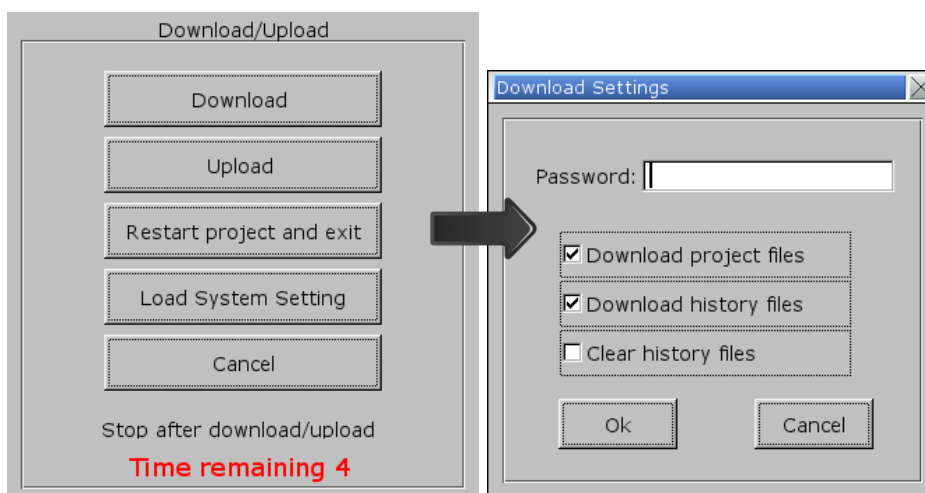 Download/Upload
Download
Upload
Restart project and exit
Load System Setting
Cancel
Stop after download/upload
Time remaining 4
Download Settings
Password:
Download project files
Download history files
Clear history files
Ok
Cancel